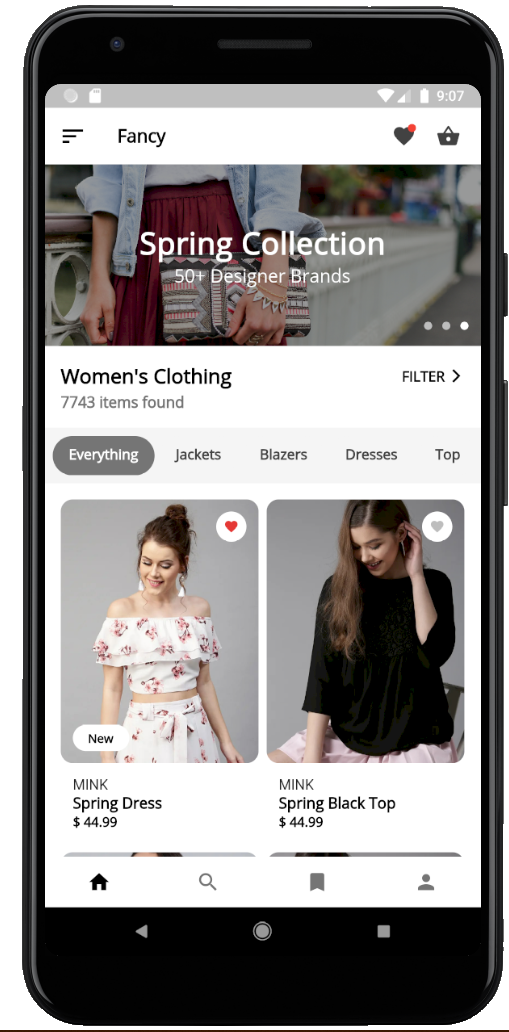 9:07
Fancy
Spring Collection
50+ Designer Brands
Women's Clothing
FILTER
7743 items found
Everything Jackets Blazers Dresses Top
New
MINK MINK
Spring Dress Spring Black Top
$ 44.99 $ 44.99